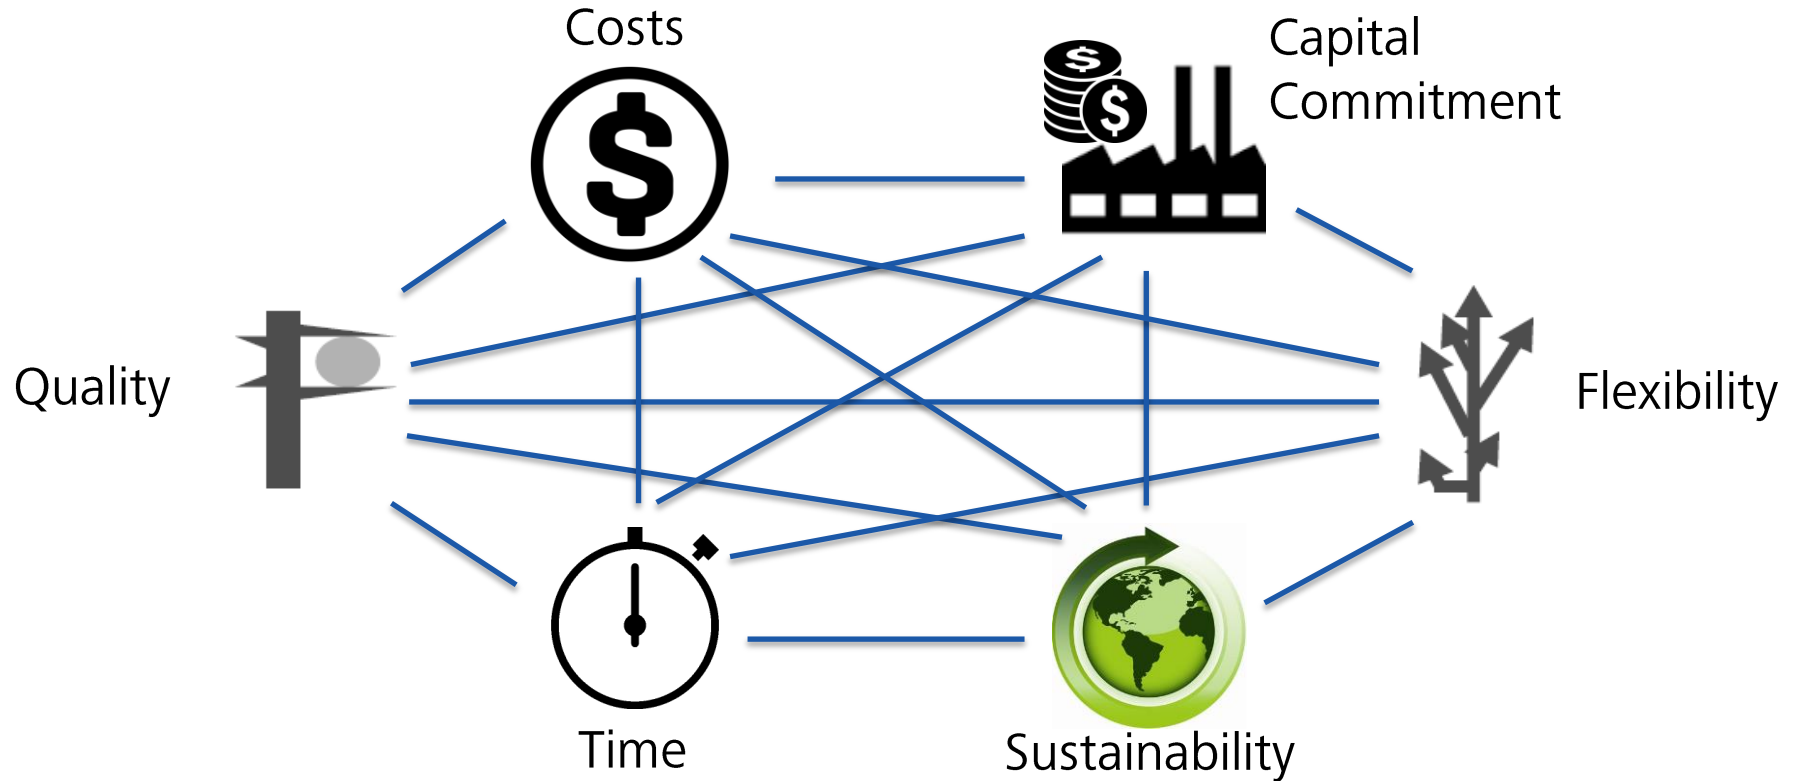 Costs
Capital
Commitment
Quality
Flexibility
Time
Sustainability